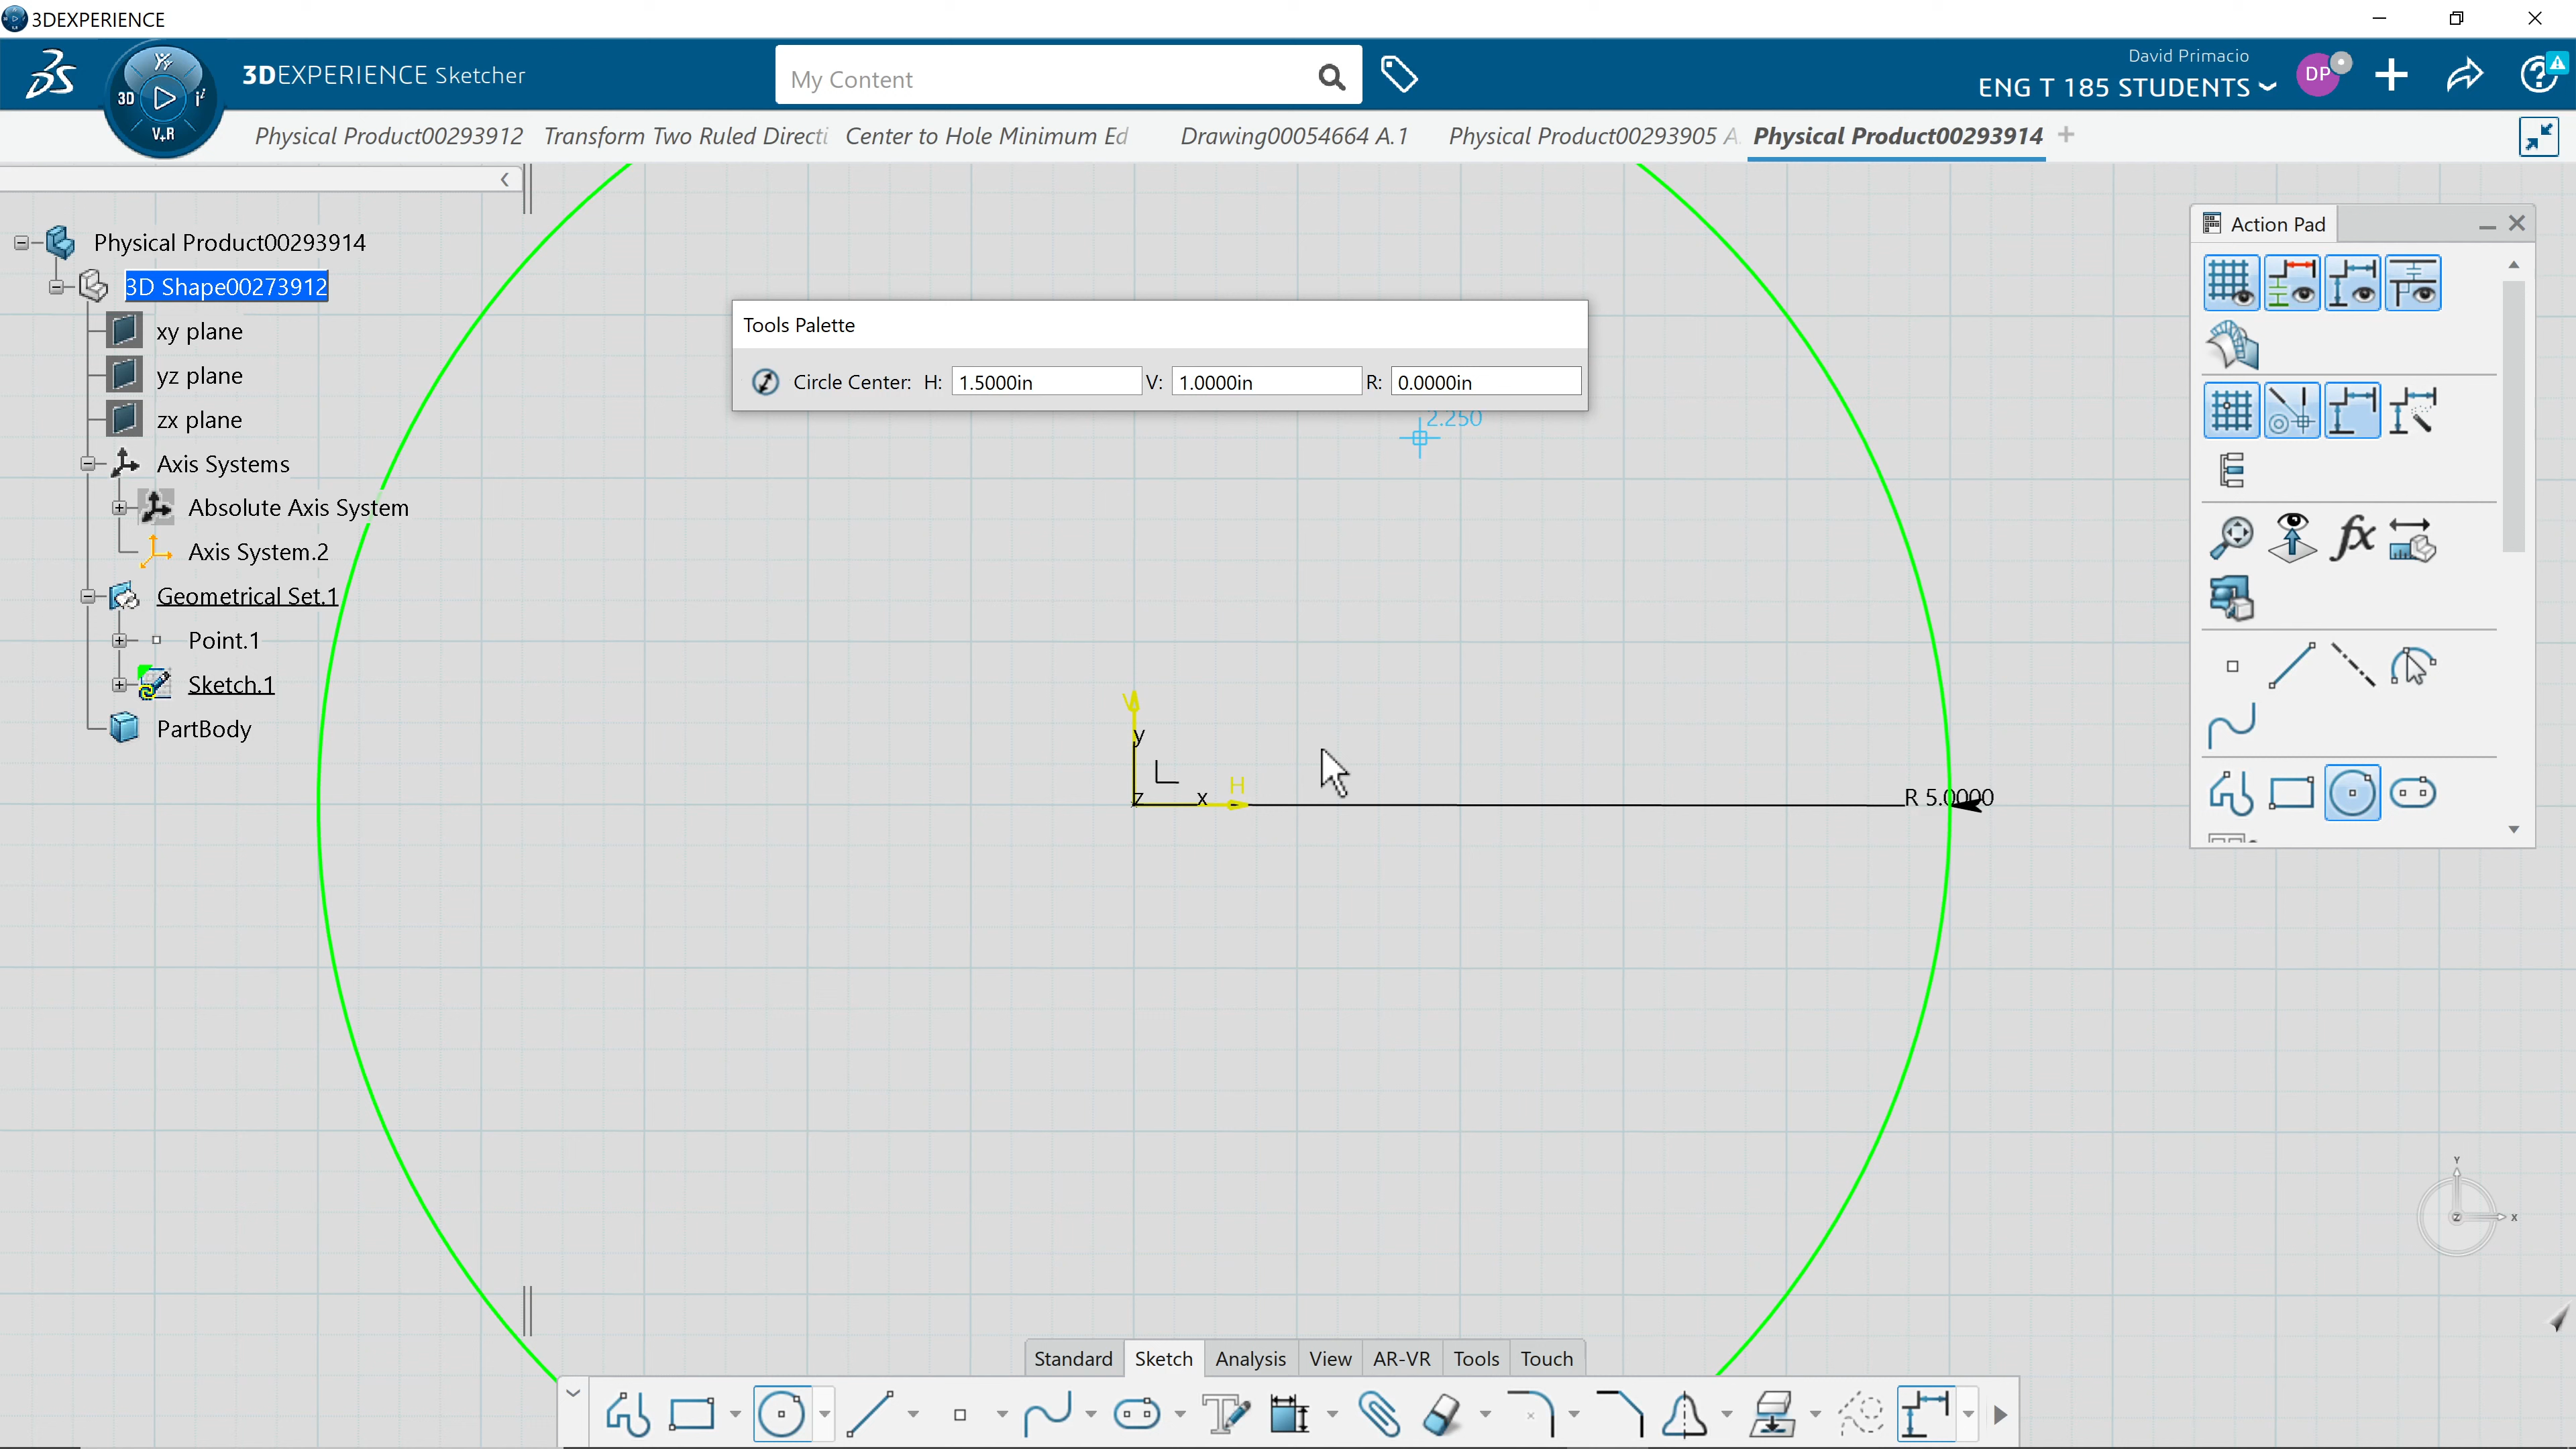 3DEXPERIENCE
3DEXPERIENCE Sketcher
My Content
David Primacio
ENG T 185 STUDENTS
DP
3D
V+R
Physical Product00293912
Transform Two Ruled Directi
Center to Hole Minimum Ed
Drawing00054664 A.1
Physical Product00293905 A
Physical Product00293914
Physical Product00293914
3D Shape00273912
xy plane
yz plane
zx plane
Axis Systems
Absolute Axis System
Axis System.2
Geometrical Set.1
Point.1
Sketch.1
PartBody
Tools Palette
Circle Center: H: 1.5000in V: 1.0000in R: 0.0000in
2.250
Action Pad
fx
V
y
H
z
x
R 5.0000
Y
Z
X
Standard
Sketch
Analysis
View
AR-VR
Tools
Touch